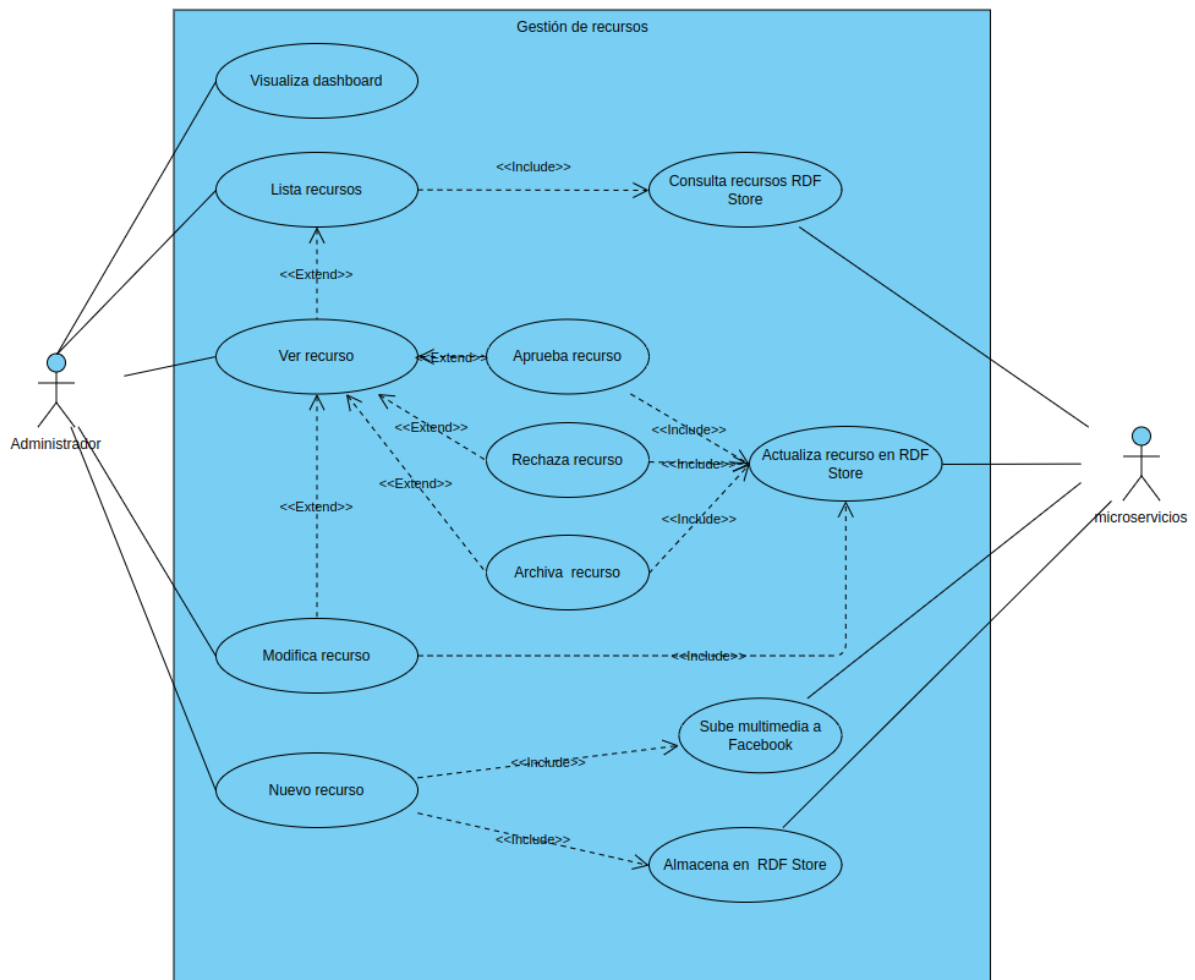 Gestión de recursos
Visualiza dashboard
Lista recursos
<<Include>>
Consulta recursos RDF
Store
<<Extend>>
Ver recurso
<<Extend>>
Aprueba recurso
Administrador
<<Extend>>
Rechaza recurso
<<Include>>
<<Include>>
Actualiza recurso en RDF
Store
microservicios
<<Extend>>
<<Extend>>
Archiva recurso
<<Include>>
Modifica recurso
<<Include>>
Sube multimedia a
Facebook
Nuevo recurso
<<Include>>
<<Include>>
Almacena en RDF Store